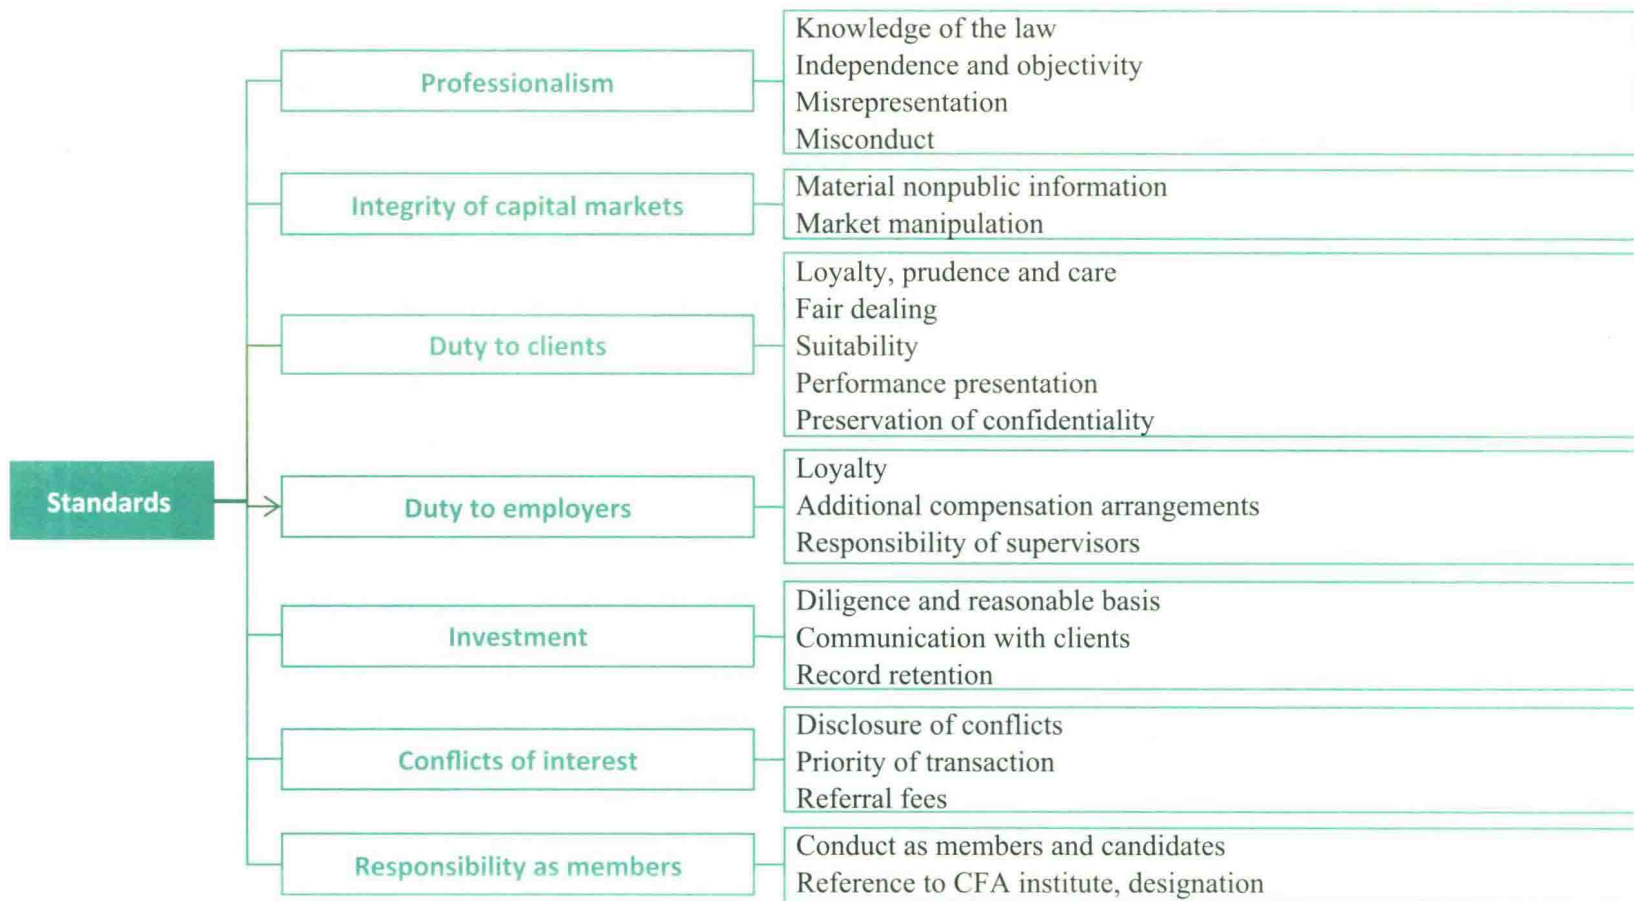 Standards
Professionalism
Knowledge of the law
Independence and objectivity
Misrepresentation
Misconduct
Integrity of capital markets
Material nonpublic information
Market manipulation
Duty to clients
Loyalty, prudence and care
Fair dealing
Suitability
Performance presentation
Preservation of confidentiality
Duty to employers
Loyalty
Additional compensation arrangements
Responsibility of supervisors
Investment
Diligence and reasonable basis
Communication with clients
Record retention
Conflicts of interest
Disclosure of conflicts
Priority of transaction
Referral fees
Responsibility as members
Conduct as members and candidates
Reference to CFA institute, designation